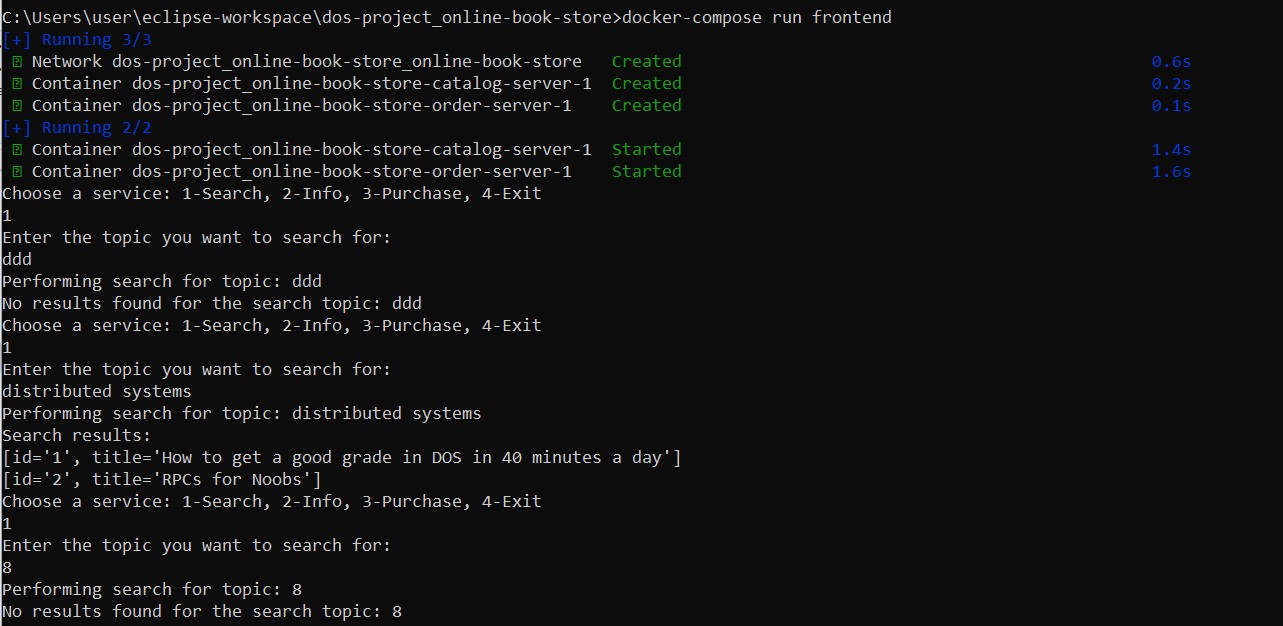 C:\Users\user\eclipse-workspace\dos-project_online-book-store>docker-compose run frontend
[+] Running 3/3
Network dos-project_online-book-store_online-book-store Created 0.6s
Container dos-project_online-book-store-catalog-server-1 Created 0.2s
Container dos-project_online-book-store-order-server-1 Created 0.1s
[+] Running 2/2
Container dos-project_online-book-store-catalog-server-1 Started 1.4s
Container dos-project_online-book-store-order-server-1 Started 1.6s
Choose a service: 1-Search, 2-Info, 3-Purchase, 4-Exit
1
Enter the topic you want to search for:
ddd
Performing search for topic: ddd
No results found for the search topic: ddd
Choose a service: 1-Search, 2-Info, 3-Purchase, 4-Exit
1
Enter the topic you want to search for:
distributed systems
Performing search for topic: distributed systems
Search results:
[id='1', title='How to get a good grade in DOS in 40 minutes a day']
[id='2', title='RPCs for Noobs']
Choose a service: 1-Search, 2-Info, 3-Purchase, 4-Exit
1
Enter the topic you want to search for:
8
Performing search for topic: 8
No results found for the search topic: 8